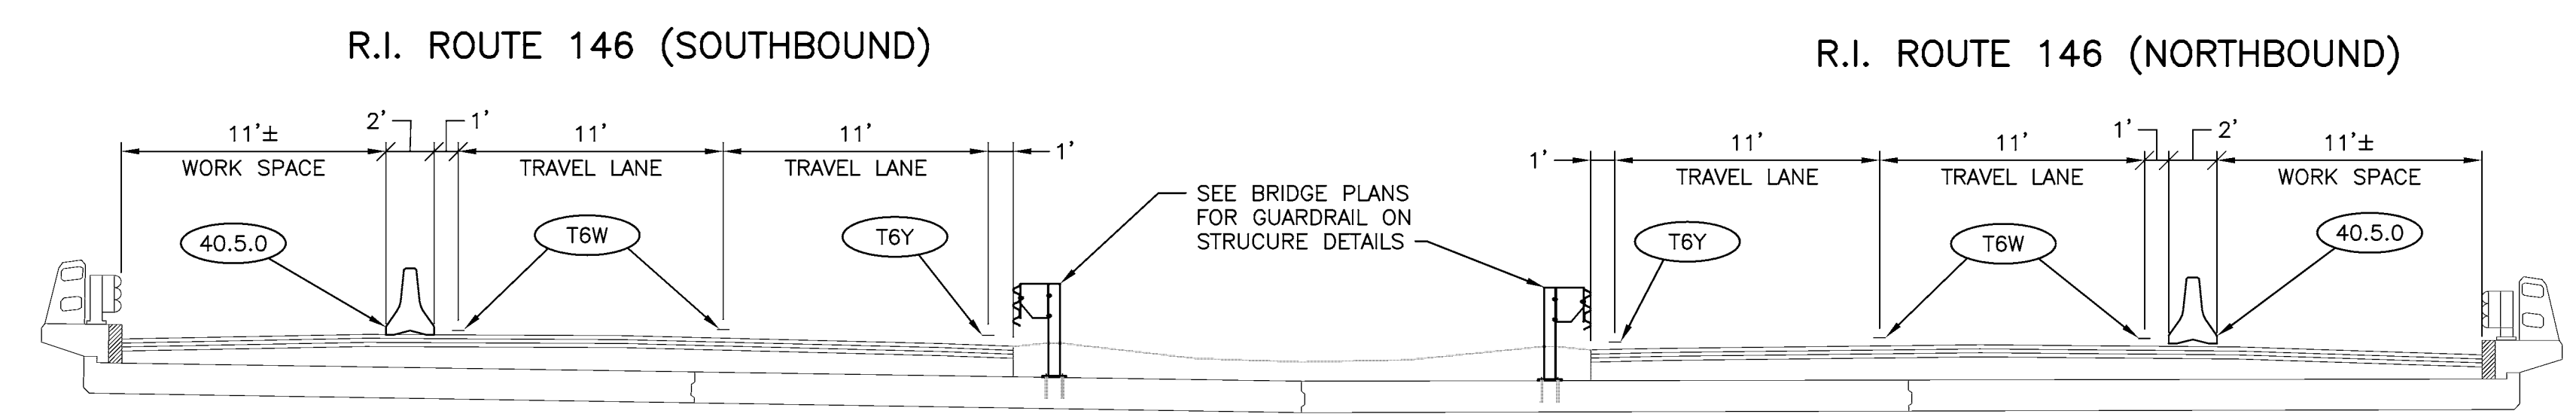 R.I. ROUTE 146 (SOUTHBOUND)
R.I. ROUTE 146 (NORTHBOUND)
11'±
2'
1'
11'
11'
1'
WORK SPACE
TRAVEL LANE
TRAVEL LANE
1'
11'
11'
1'
2'
11'±
TRAVEL LANE
TRAVEL LANE
WORK SPACE
SEE BRIDGE PLANS
FOR GUARDRAIL ON
STRUCURE DETAILS
40.5.0
T6W
T6Y
T6Y
T6W
40.5.0